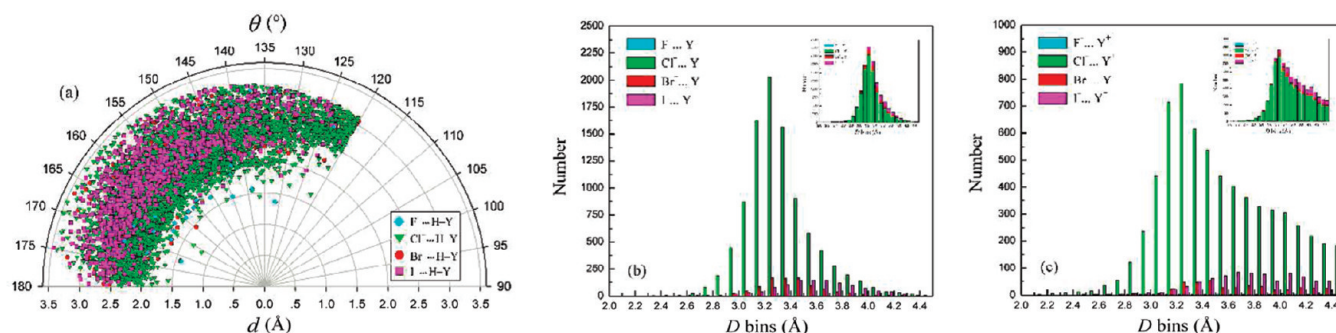 θ (°)
135
140 130
145 125
150 120
155 115
160 110
165 105
170 100
175 95
180 90
(a)
F⁻...H–Y
Cl⁻...H–Y
Br⁻...H–Y
I⁻...H–Y
3.5 3.0 2.5 2.0 1.5 1.0 .5 0.0 .5 1.0 1.5 2.0 2.5 3.0 3.5
d (Å)
2500
2250
2000
1750
1500
1250
1000
750
500
250
0
Number
F ... Y
Cl⁻... Y
Br⁻... Y
I ... Y
(b)
2.0 2.2 2.4 2.6 2.8 3.0 3.2 3.4 3.6 3.8 4.0 4.2 4.4
D bins (Å)
1000
900
800
700
600
500
400
300
200
100
0
Number
F ... Y⁺
Cl⁻... Y
Br ... Y
I ... Y⁺
(c)
2.0 2.2 2.4 2.6 2.8 3.0 3.2 3.4 3.6 3.8 4.0 4.2 4.4
D bins (Å)